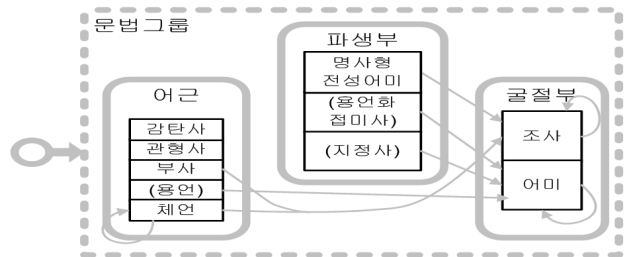 문법그룹
어근
감탄사
관형사
부사
(용언)
체언
파생부
명사형
전성어미
(용언화
접미사)
(지정사)
굴절부
조사
어미